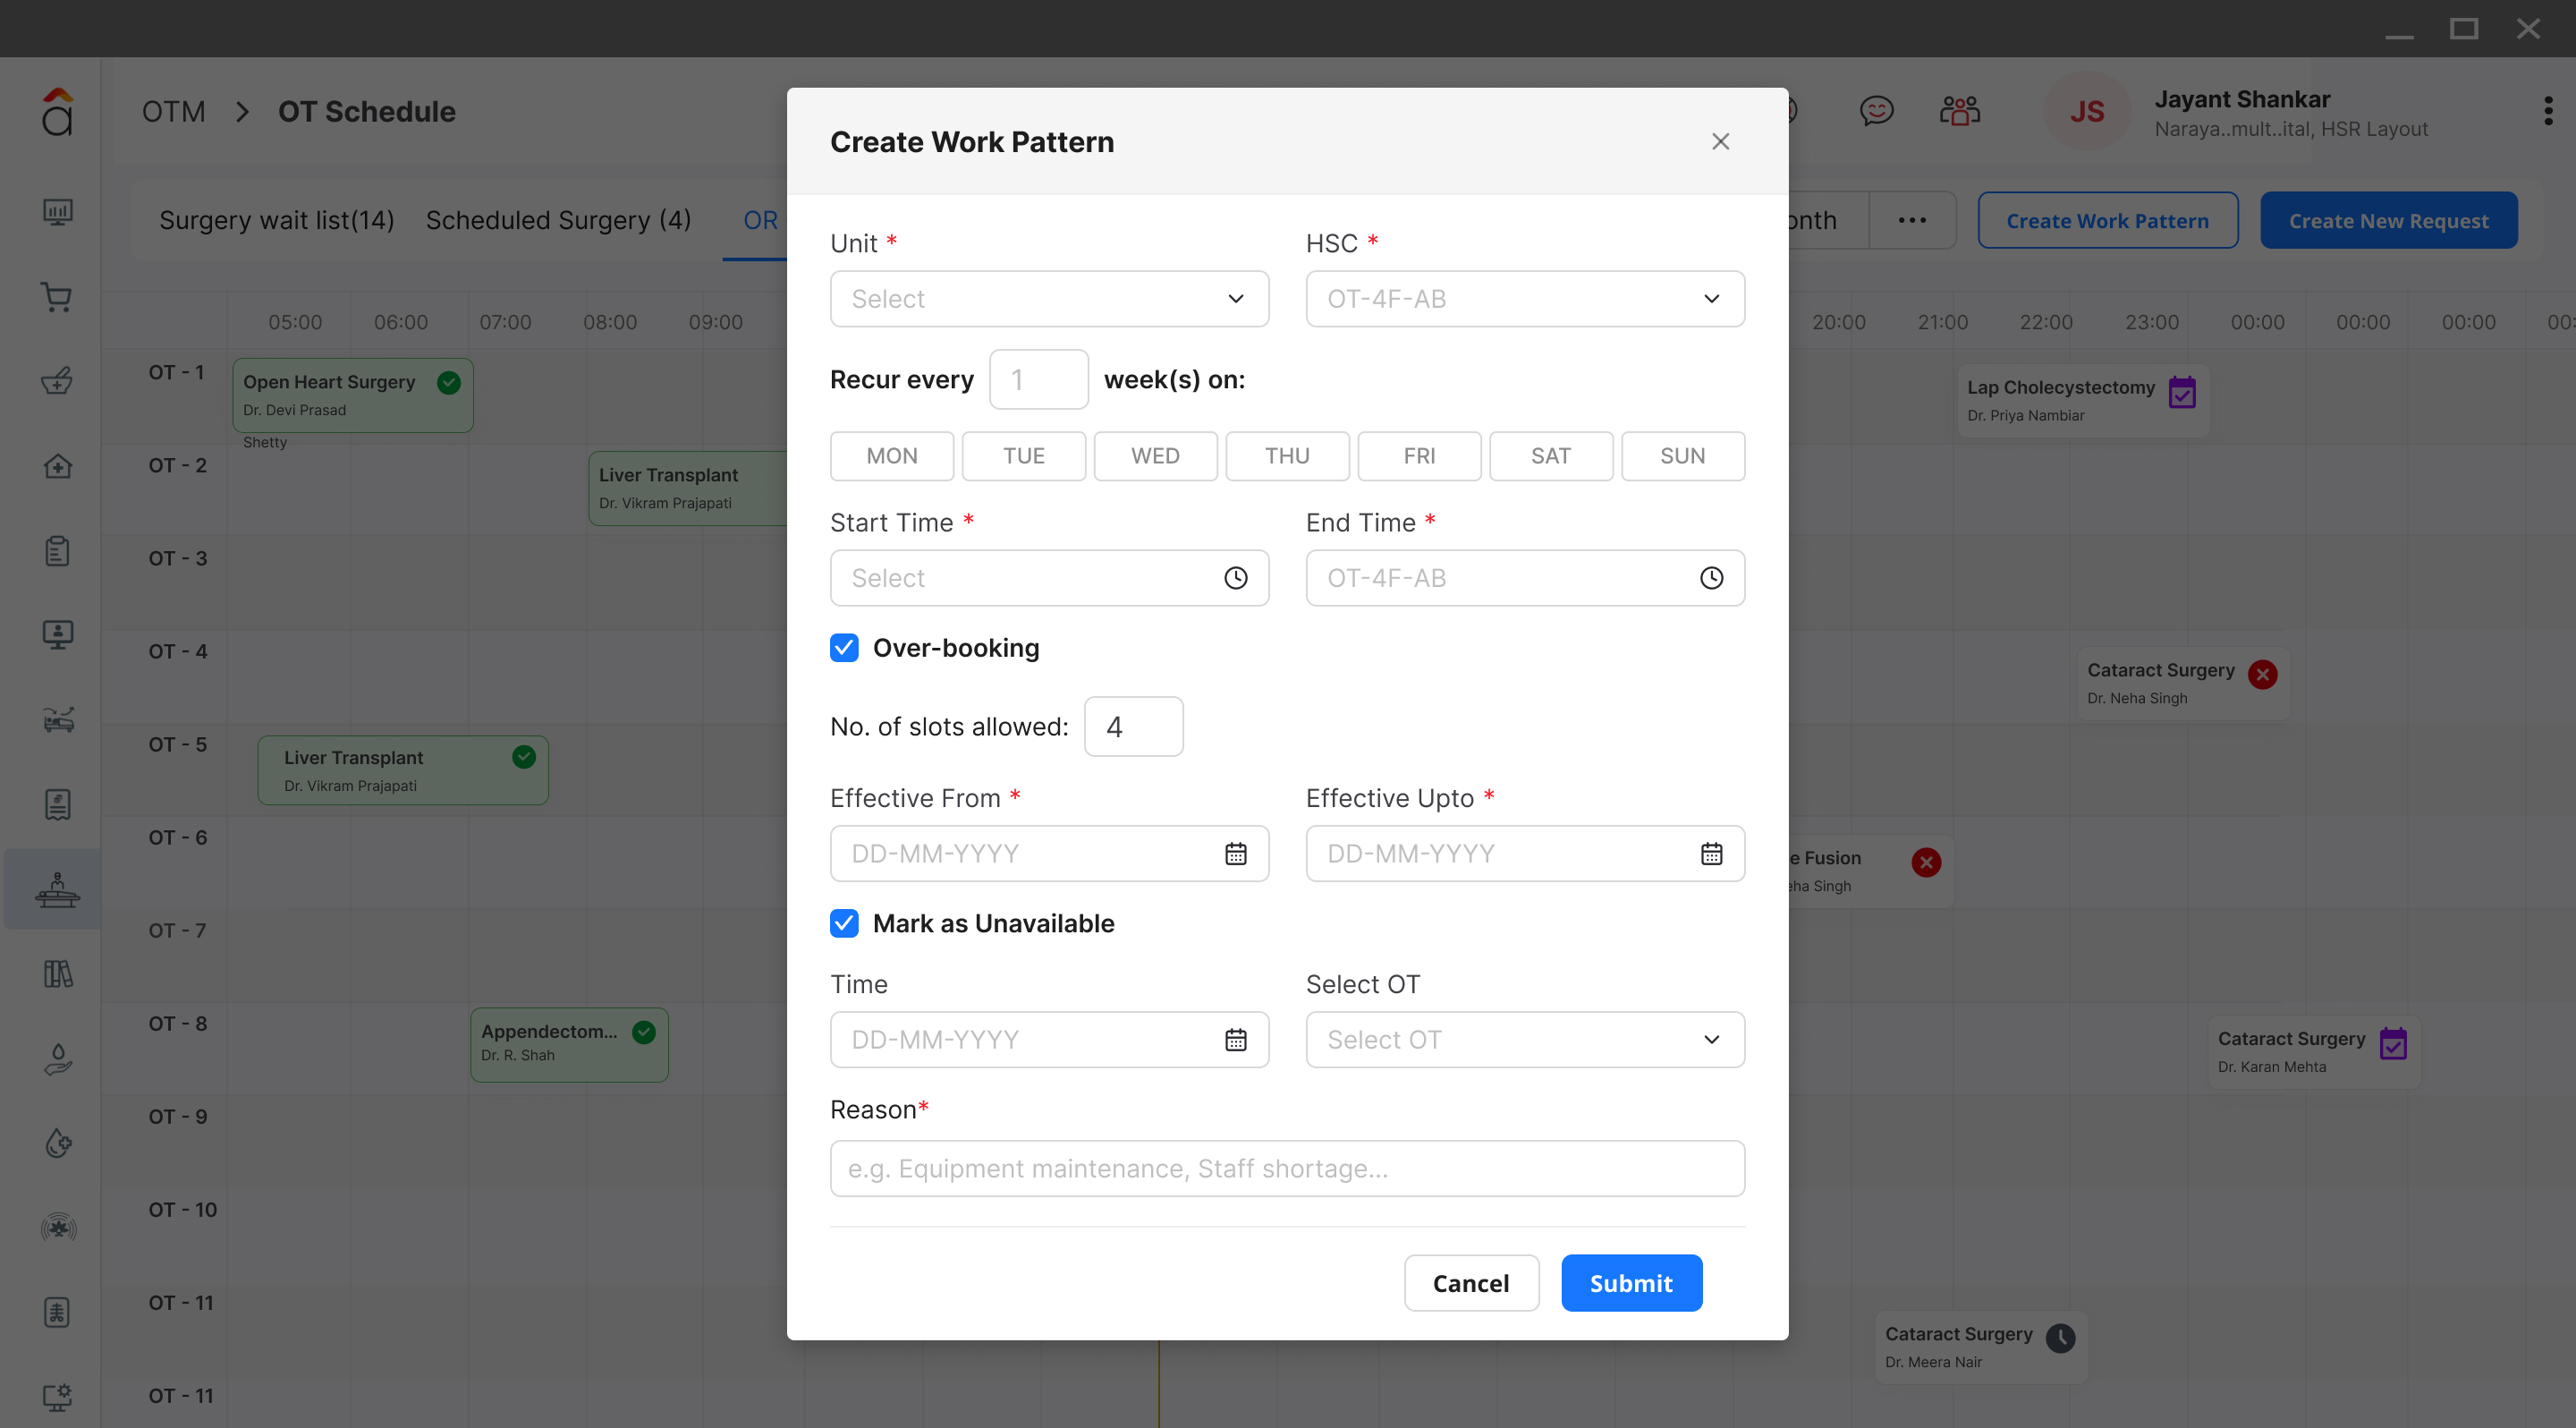 OTM > OT Schedule
JS
Jayant Shankar
Naraya..mult..ital, HSR Layout
Surgery wait list(14) Scheduled Surgery (4) OR
onth ••• Create Work Pattern Create New Request
05:00 06:00 07:00 08:00 09:00 20:00 21:00 22:00 23:00 00:00 00:00 00:00 00:
OT - 1
Open Heart Surgery
Dr. Devi Prasad
Shetty
Lap Cholecystectomy
Dr. Priya Nambiar
OT - 2
Liver Transplant
Dr. Vikram Prajapati
OT - 3
OT - 4
Cataract Surgery
Dr. Neha Singh
OT - 5
Liver Transplant
Dr. Vikram Prajapati
OT - 6
e Fusion
eha Singh
OT - 7
OT - 8
Appendectom...
Dr. R. Shah
Cataract Surgery
Dr. Karan Mehta
OT - 9
OT - 10
OT - 11
Cataract Surgery
Dr. Meera Nair
OT - 11
Create Work Pattern
Unit * HSC *
Select OT-4F-AB
Recur every 1 week(s) on:
MON TUE WED THU FRI SAT SUN
Start Time * End Time *
Select OT-4F-AB
Over-booking
No. of slots allowed: 4
Effective From * Effective Upto *
DD-MM-YYYY DD-MM-YYYY
Mark as Unavailable
Time Select OT
DD-MM-YYYY Select OT
Reason*
e.g. Equipment maintenance, Staff shortage...
Cancel Submit